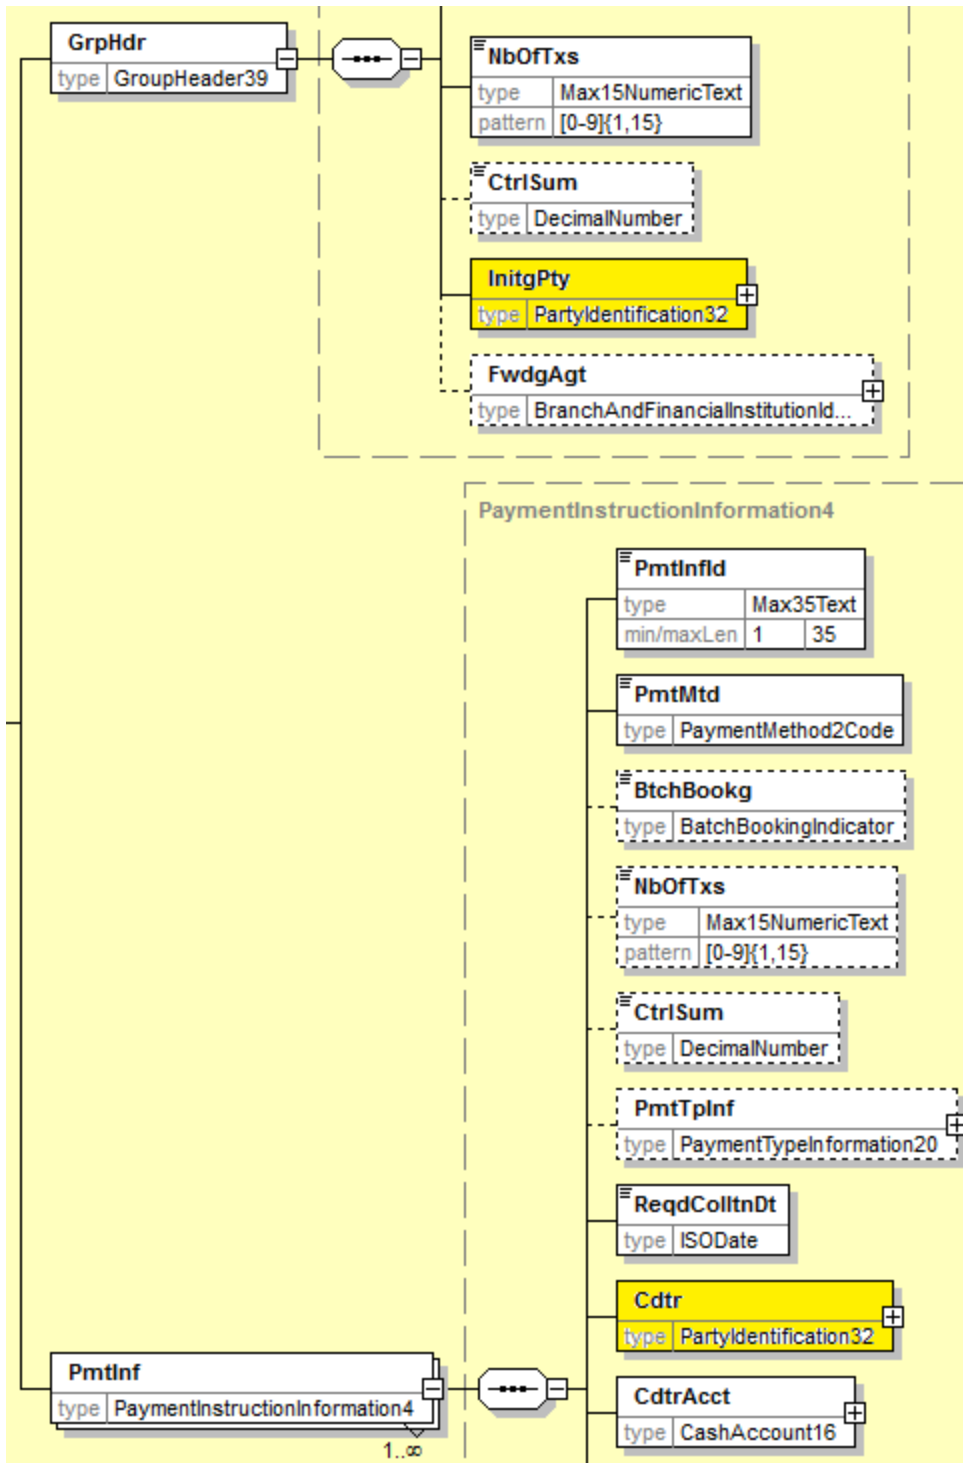 GrpHdr
type GroupHeader39
NbOfTxs
type Max15NumericText
pattern [0-9]{1,15}
CtrlSum
type DecimalNumber
InitgPty
type PartyIdentification32
FwdgAgt
type BranchAndFinancialInstitutionId...
PaymentInstructionInformation4
PmtInfId
type Max35Text
min/maxLen 1 35
PmtMtd
type PaymentMethod2Code
BtchBookg
type BatchBookingIndicator
NbOfTxs
type Max15NumericText
pattern [0-9]{1,15}
CtrlSum
type DecimalNumber
PmtTpInf
type PaymentTypeInformation20
ReqdColltnDt
type ISODate
Cdtr
type PartyIdentification32
PmtInf
type PaymentInstructionInformation4
1..∞
CdtrAcct
type CashAccount16